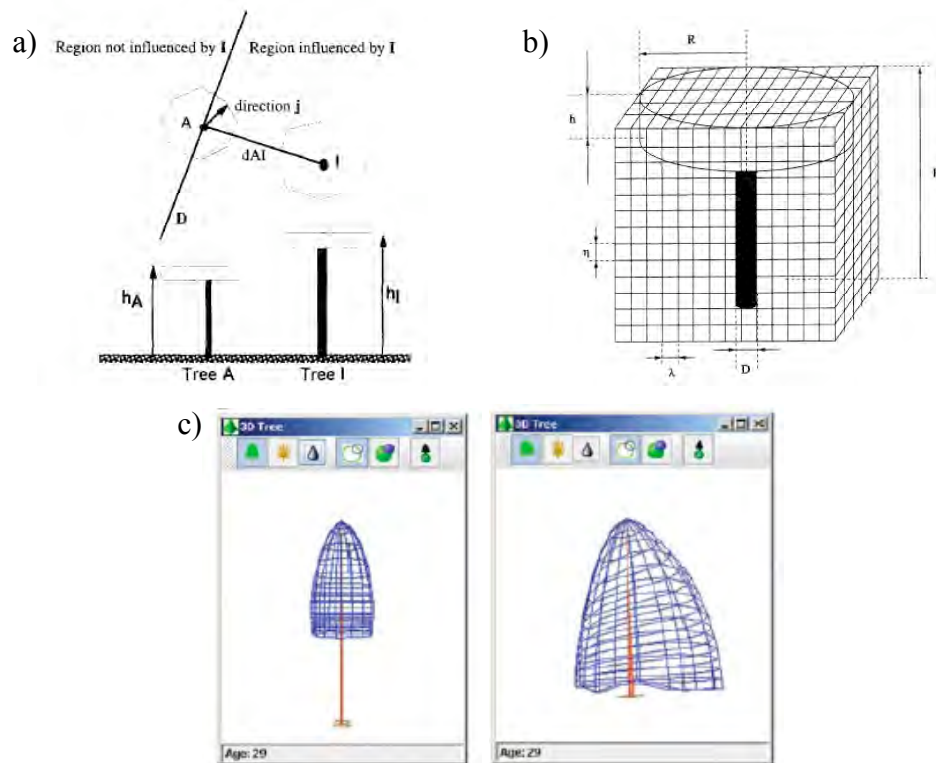 a)
Region not influenced by I
Region influenced by I
direction j
A
dAI
I
D
hA
hI
Tree A
Tree I
b)
R
h
η
λ
D
c)
3D Tree
Age: 29
3D Tree
Age: 29